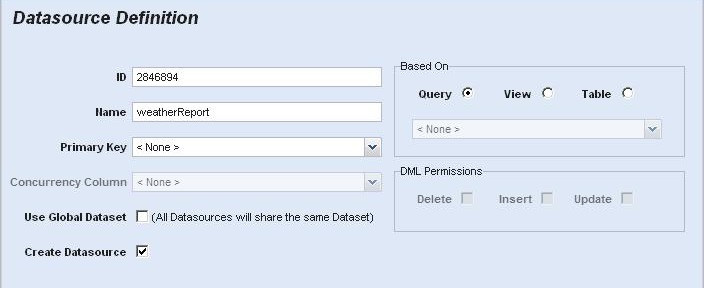 Datasource Definition
ID 2846894
Name weatherReport
Primary Key < None >
Concurrency Column < None >
Use Global Dataset (All Datasources will share the same Dataset)
Create Datasource
Based On
Query View Table
< None >
DML Permissions
Delete Insert Update